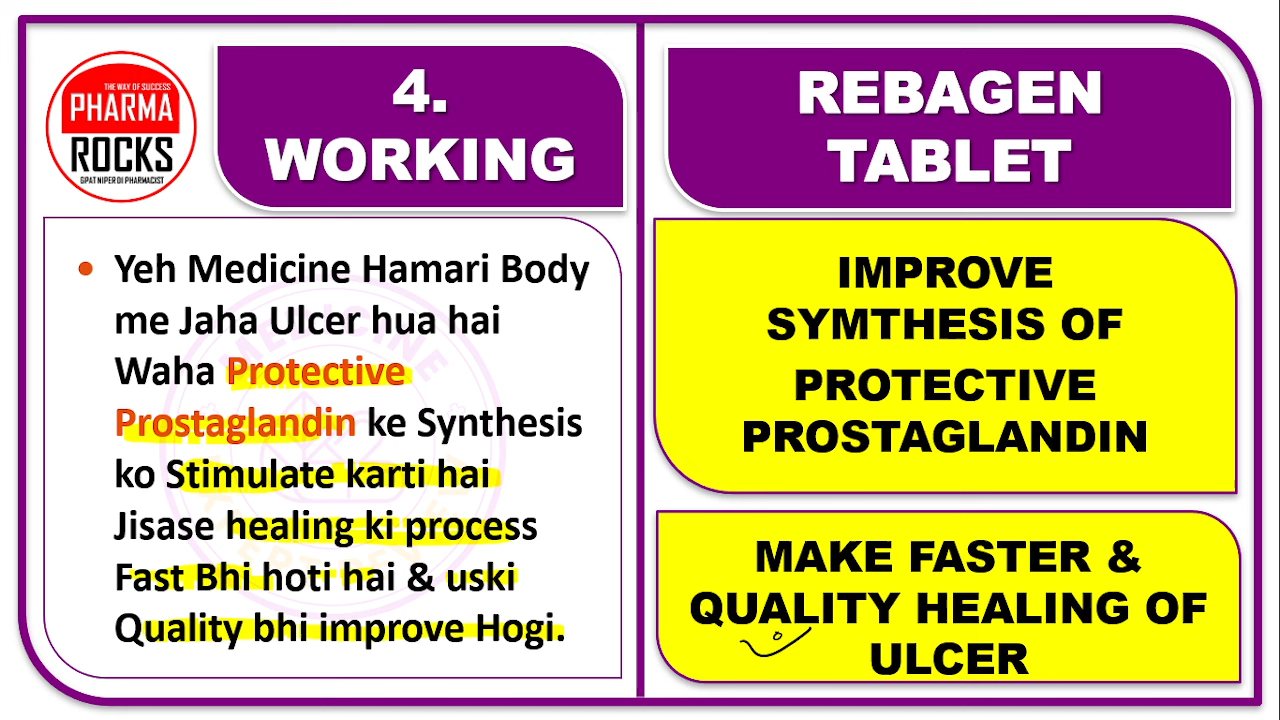 THE WAY OF SUCCESS
PHARMA
ROCKS
GPAT NIPER DI PHARMACIST
4.
WORKING
• Yeh Medicine Hamari Body
me Jaha Ulcer hua hai
Waha Protective
Prostaglandin ke Synthesis
ko Stimulate karti hai
Jisase healing ki process
Fast Bhi hoti hai & uski
Quality bhi improve Hogi.
REBAGEN
TABLET
IMPROVE
SYMTHESIS OF
PROTECTIVE
PROSTAGLANDIN
MAKE FASTER &
QUALITY HEALING OF
ULCER